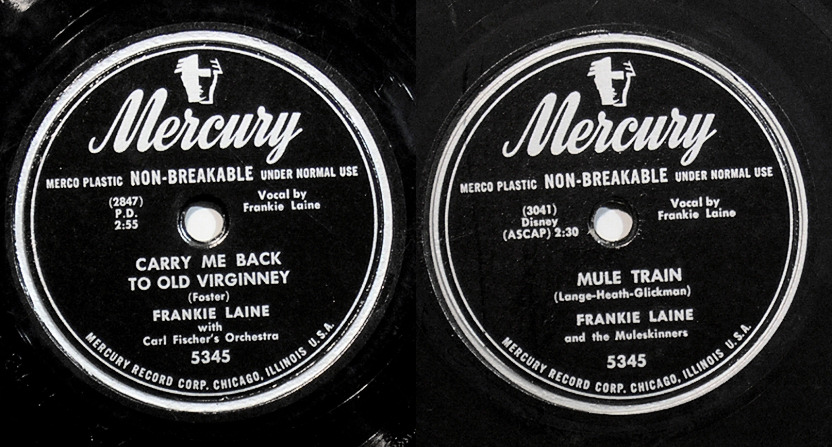 Mercury
MERCO PLASTIC NON-BREAKABLE UNDER NORMAL USE
(2847)
P.D.
2:55
Vocal by
Frankie Laine
CARRY ME BACK
TO OLD VIRGINNEY
(Foster)
FRANKIE LAINE
with
Carl Fischer's Orchestra
5345
MERCURY RECORD CORP. CHICAGO, ILLINOIS U.S.A.
Mercury
MERCO PLASTIC NON-BREAKABLE UNDER NORMAL USE
(3041)
Disney
(ASCAP) 2:30
Vocal by
Frankie Laine
MULE TRAIN
(Lange-Heath-Glickman)
FRANKIE LAINE
and the Muleskinners
5345
MERCURY RECORD CORP. CHICAGO, ILLINOIS U.S.A.